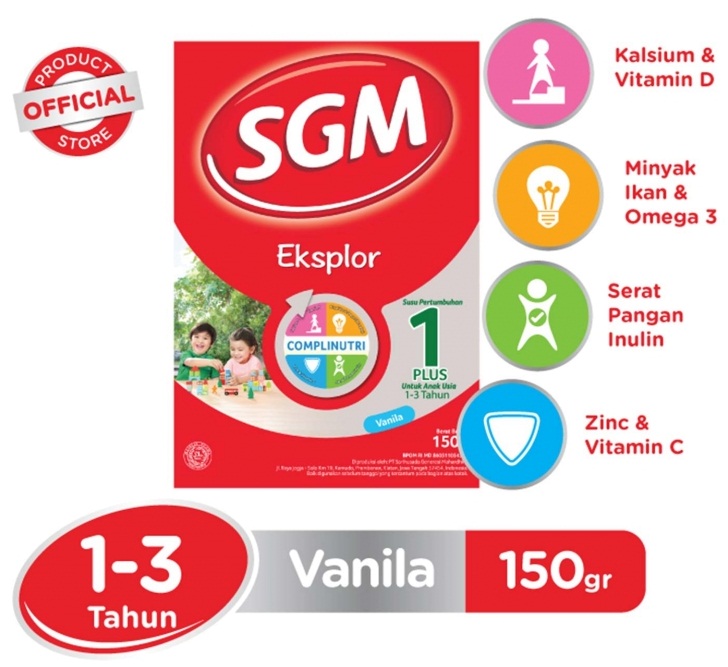 PRODUCT
OFFICIAL
STORE
SGM
Eksplor
COMPLINUTRI
Susu Pertumbuhan
1
PLUS
Untuk Anak Usia
1-3 Tahun
Vanila
150
Kalsium &
Vitamin D
Minyak
Ikan &
Omega 3
Serat
Pangan
Inulin
Zinc &
Vitamin C
1-3
Tahun
Vanila
150gr